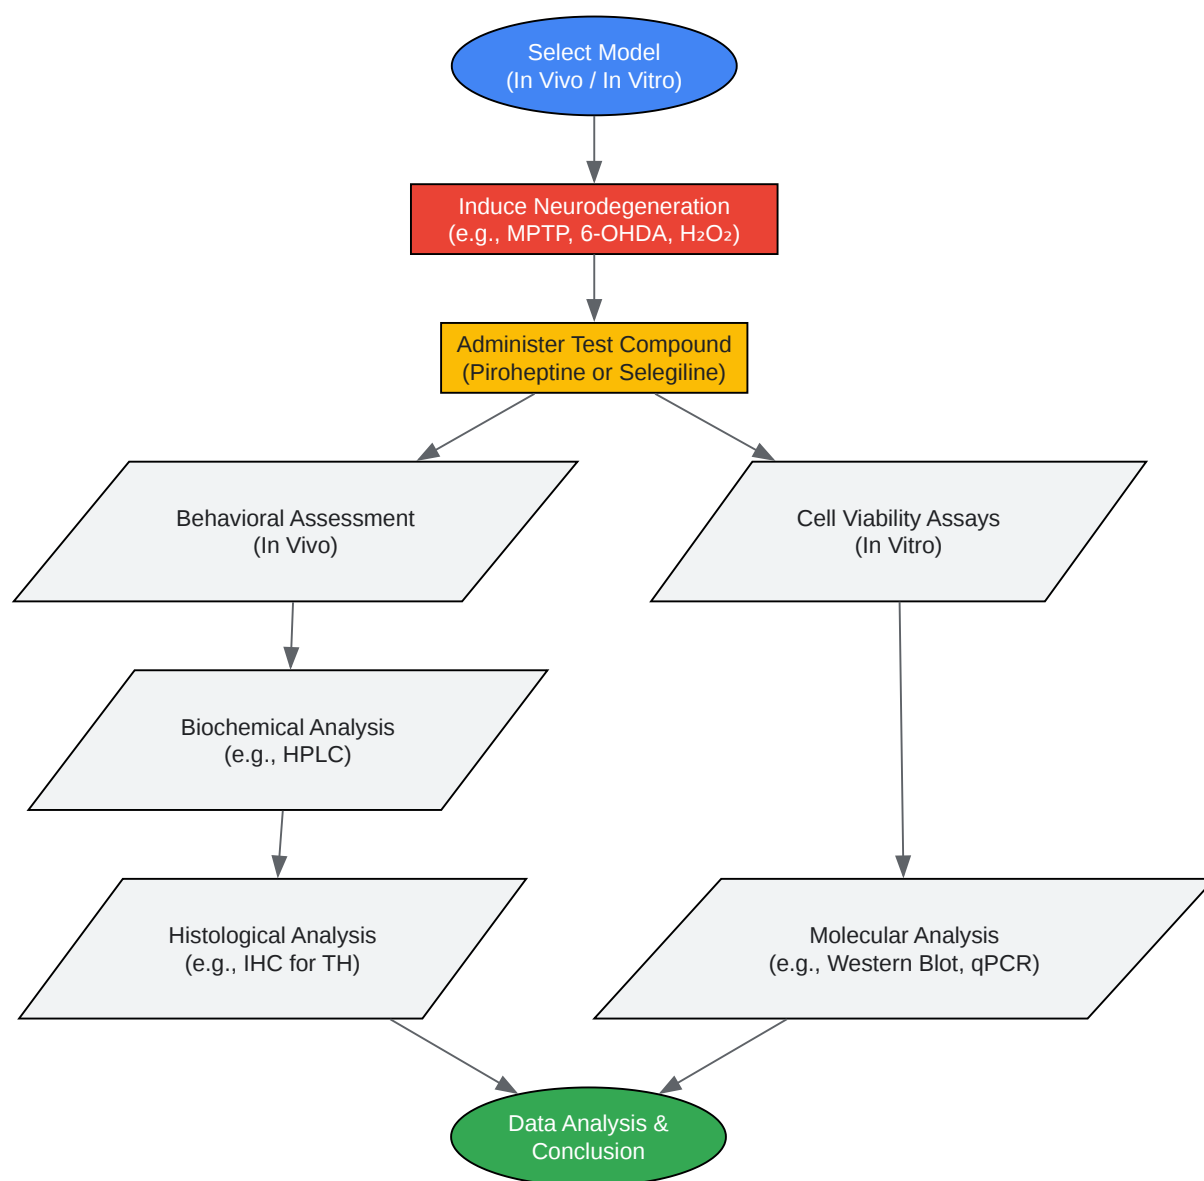 Select Model
(In Vivo / In Vitro)
Induce Neurodegeneration
(e.g., MPTP, 6-OHDA, H₂O₂)
Administer Test Compound
(Piroheptine or Selegiline)
Behavioral Assessment
(In Vivo)
Cell Viability Assays
(In Vitro)
Biochemical Analysis
(e.g., HPLC)
Histological Analysis
(e.g., IHC for TH)
Molecular Analysis
(e.g., Western Blot, qPCR)
Data Analysis &
Conclusion